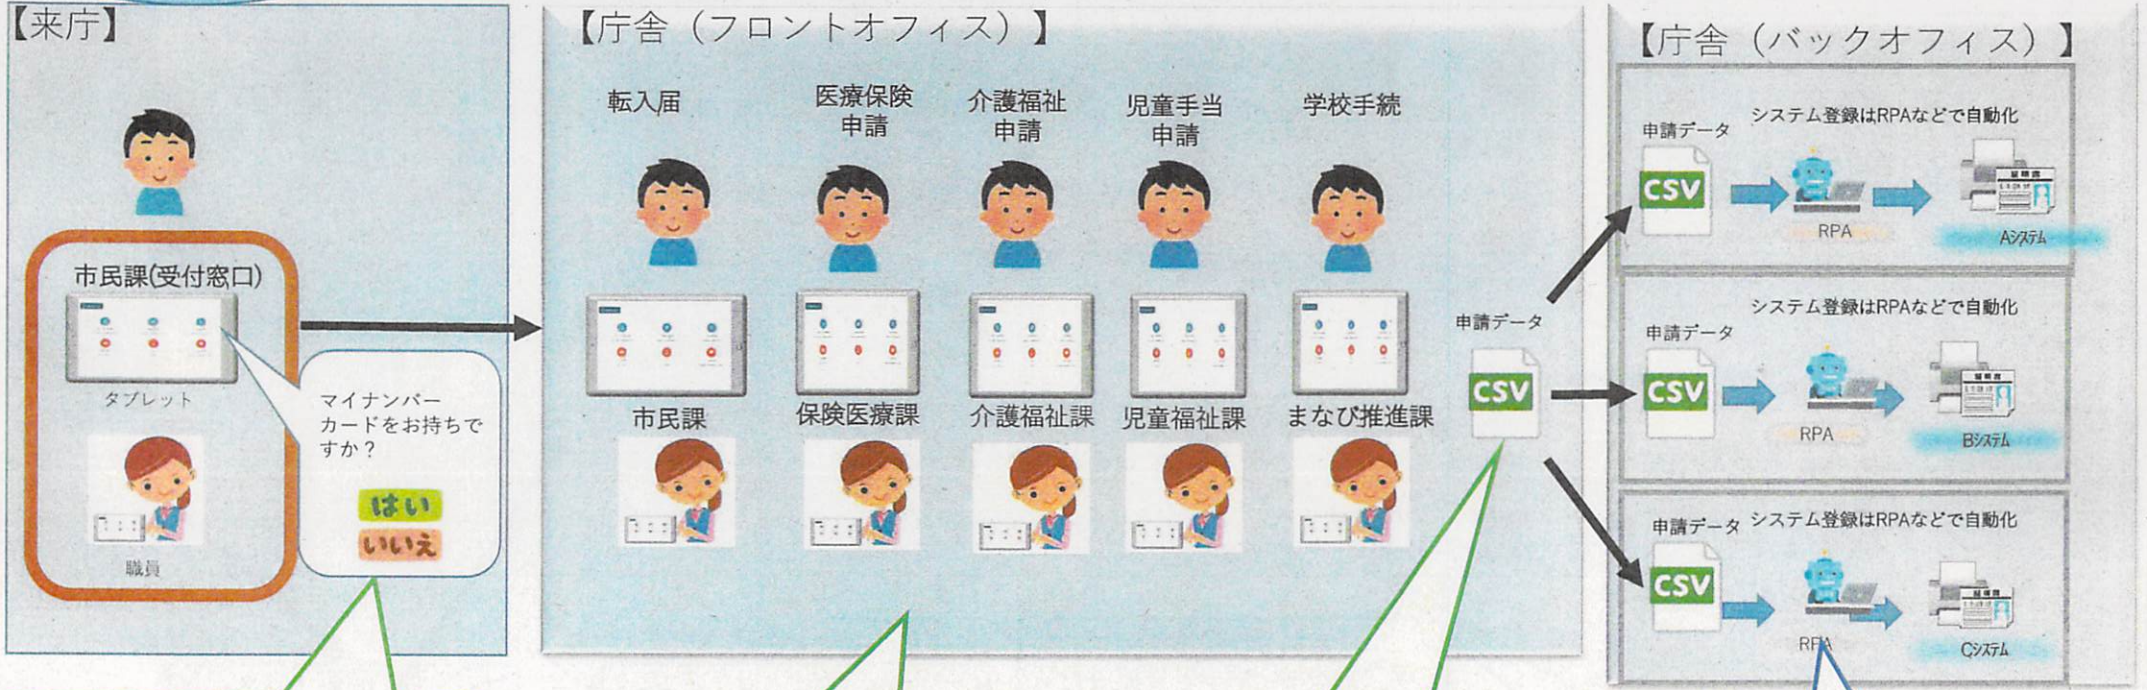 【来庁】
市民課(受付窓口)
タブレット
マイナンバー
カードをお持ちで
すか？
はい
いいえ
職員
【庁舎（フロントオフィス）】
転入届
医療保険
申請
介護福祉
申請
児童手当
申請
学校手続
市民課
保険医療課
介護福祉課
児童福祉課
まなび推進課
申請データ
CSV
【庁舎（バックオフィス）】
システム登録はRPAなどで自動化
申請データ
CSV
RPA
証明書
Aシステム
システム登録はRPAなどで自動化
申請データ
CSV
RPA
証明書
Bシステム
システム登録はRPAなどで自動化
申請データ
CSV
RPA
証明書
Cシステム